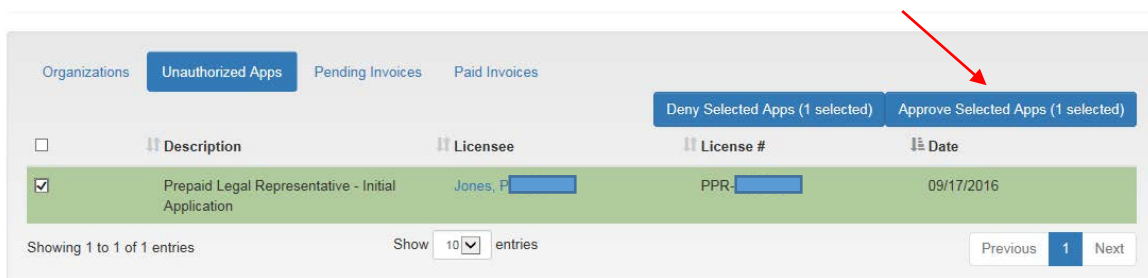 Organizations Unauthorized Apps Pending Invoices Paid Invoices
Deny Selected Apps (1 selected) Approve Selected Apps (1 selected)
Description Licensee License # Date
Prepaid Legal Representative - Initial Jones, P PPR- 09/17/2016
Application
Showing 1 to 1 of 1 entries Show 10 entries Previous 1 Next